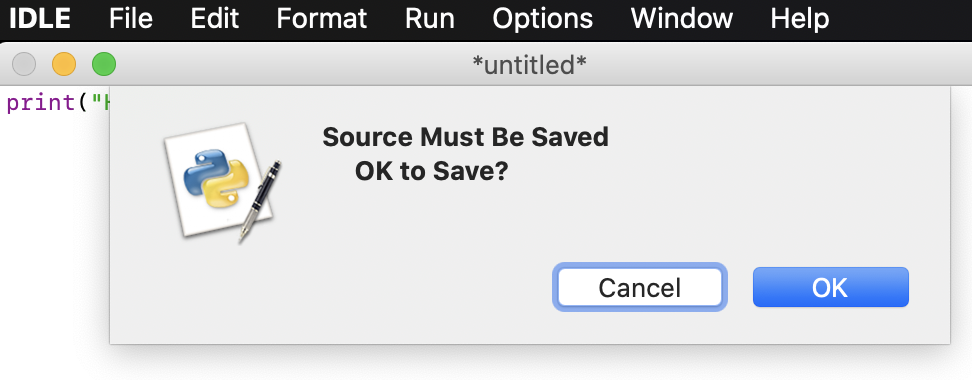 IDLE File Edit Format Run Options Window Help
*untitled*
print("H
Source Must Be Saved
OK to Save?
Cancel OK